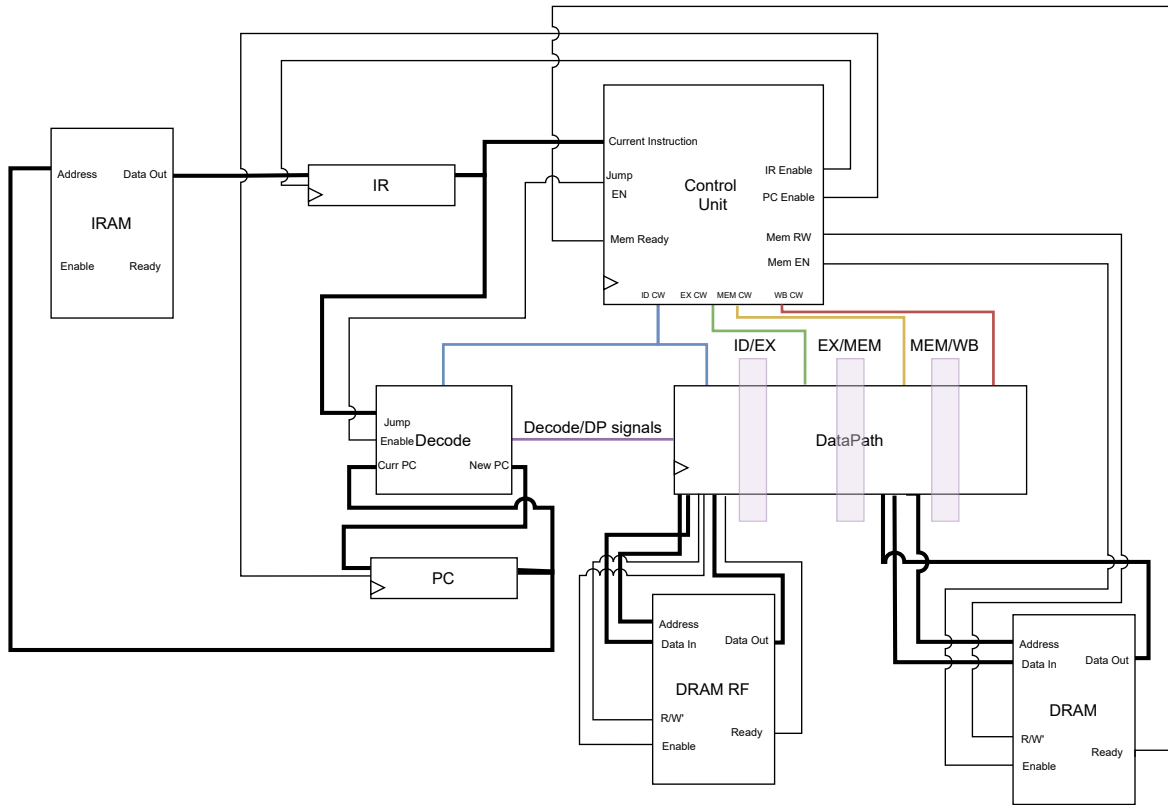 Address
Data Out
IRAM
Enable
Ready
IR
Current Instruction
Jump
EN
Control
Unit
Mem Ready
IR Enable
PC Enable
Mem RW
Mem EN
ID CW
EX CW
MEM CW
WB CW
ID/EX
EX/MEM
MEM/WB
Jump
Enable
Decode
Curr PC
New PC
Decode/DP signals
DataPath
PC
Address
Data In
Data Out
DRAM RF
R/W'
Ready
Enable
Address
Data In
Data Out
DRAM
R/W'
Ready
Enable